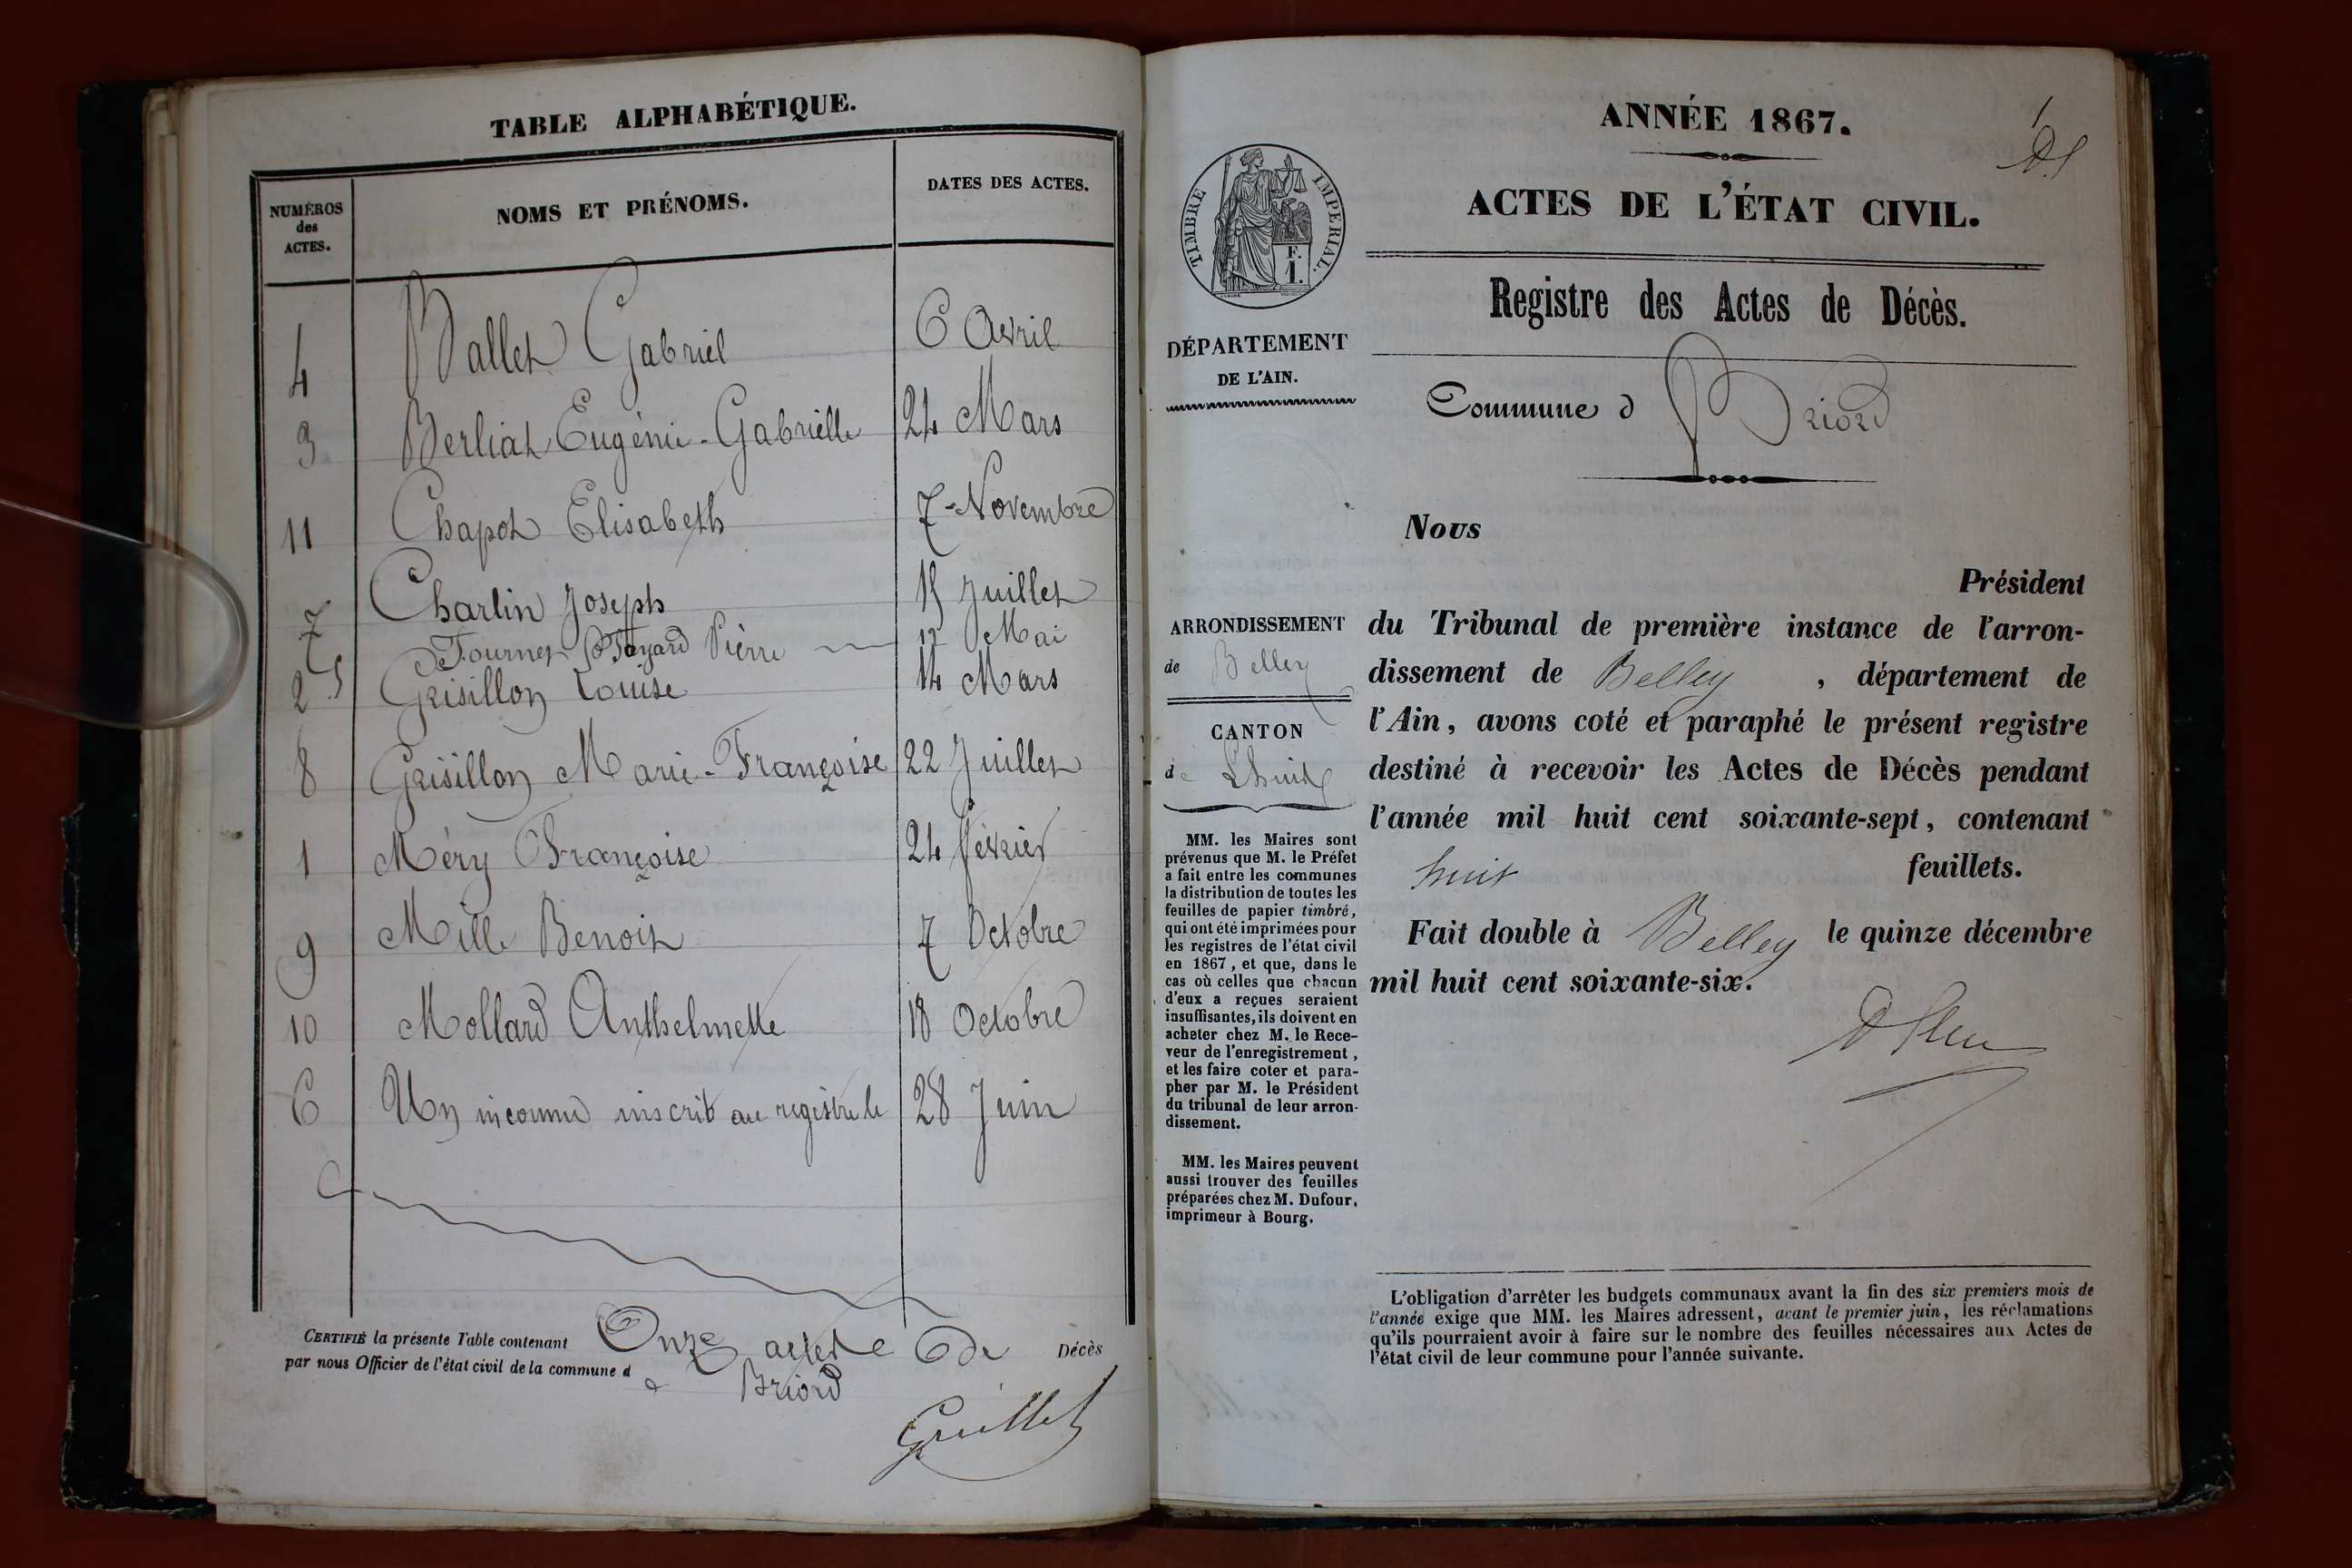 TABLE ALPHABÉTIQUE.
NUMÉROS des ACTES.
NOMS ET PRÉNOMS.
DATES DES ACTES.
4 Ballet Gabriel 6 Avril
3 Berliat Eugénie-Gabrielle 24 Mars
11 Chapot Elisabeth 7 Novembre
7 Charlin Joseph 15 Juillet
5 Fournet Pierre Mai
2 Grisillon Louise 14 Mars
8 Grisillon Marie-Françoise 22 Juillet
1 Méry Françoise 24 Février
9 Mille Benoit 7 Octobre
10 Mollard Anthelmette 18 Octobre
6 Un inconnu inscrit au registre le 28 Juin
CERTIFIÉ la présente Table contenant Onze actes de Décès
par nous Officier de l'état civil de la commune de Briord
Guillet
ANNÉE 1867.
1
ACTES DE L'ÉTAT CIVIL.
TIMBRE IMPERIAL.
F.
1.
Registre des Actes de Décès.
DÉPARTEMENT
DE L'AIN.
Commune d Briord
ARRONDISSEMENT
de Belley
CANTON
de Lhuis
MM. les Maires sont
prévenus que M. le Préfet
a fait entre les communes
la distribution de toutes les
feuilles de papier timbré,
qui ont été imprimées pour
les registres de l'état civil
en 1867, et que, dans le
cas où celles que chacun
d'eux a reçues seraient
insuffisantes, ils doivent en
acheter chez M. le Rece-
veur de l'enregistrement,
et les faire coter et para-
pher par M. le Président
du tribunal de leur arron-
dissement.
MM. les Maires peuvent
aussi trouver des feuilles
préparées chez M. Dufour,
imprimeur à Bourg.
Nous
Président
du Tribunal de première instance de l'arron-
dissement de Belley, département de
l'Ain, avons coté et paraphé le présent registre
destiné à recevoir les Actes de Décès pendant
l'année mil huit cent soixante-sept, contenant
huit feuillets.
Fait double à Belley le quinze décembre
mil huit cent soixante-six.
L'obligation d'arrêter les budgets communaux avant la fin des six premiers mois de
l'année exige que MM. les Maires adressent, avant le premier juin, les réclamations
qu'ils pourraient avoir à faire sur le nombre des feuilles nécessaires aux Actes de
l'état civil de leur commune pour l'année suivante.